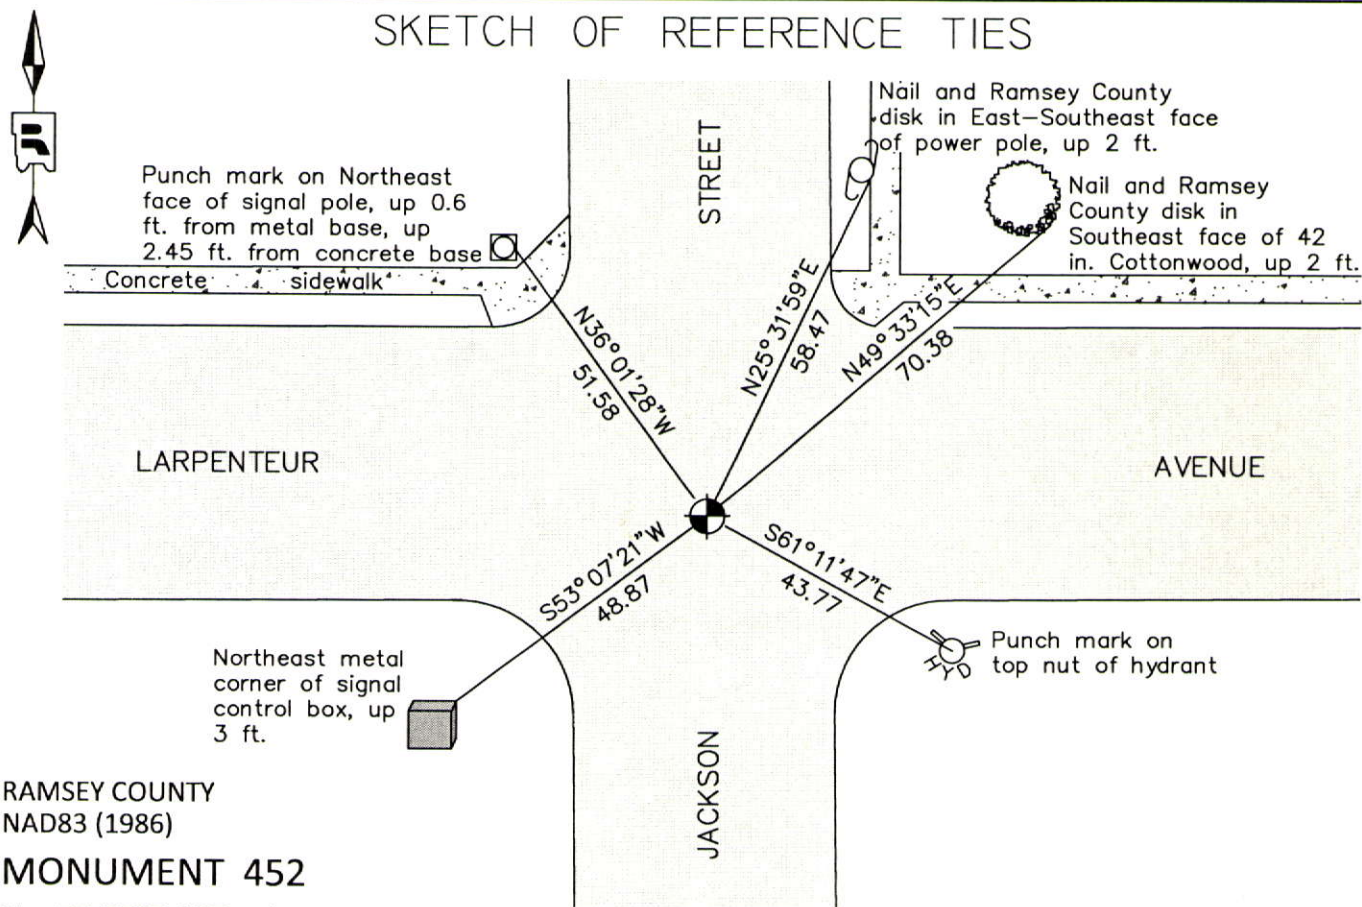 SKETCH OF REFERENCE TIES
Nail and Ramsey County
disk in East-Southeast face
of power pole, up 2 ft.
Punch mark on Northeast
face of signal pole, up 0.6
ft. from metal base, up
2.45 ft. from concrete base
Nail and Ramsey
County disk in
Southeast face of 42
in. Cottonwood, up 2 ft.
STREET
Concrete sidewalk
N36°01'28"W
51.58
N25°31'59"E
58.47
N49°33'15"E
70.38
LARPENTEUR
AVENUE
S53°07'21"W
48.87
S61°11'47"E
43.77
HYD
Punch mark on
top nut of hydrant
Northeast metal
corner of signal
control box, up
3 ft.
JACKSON
RAMSEY COUNTY
NAD83 (1986)
MONUMENT 452